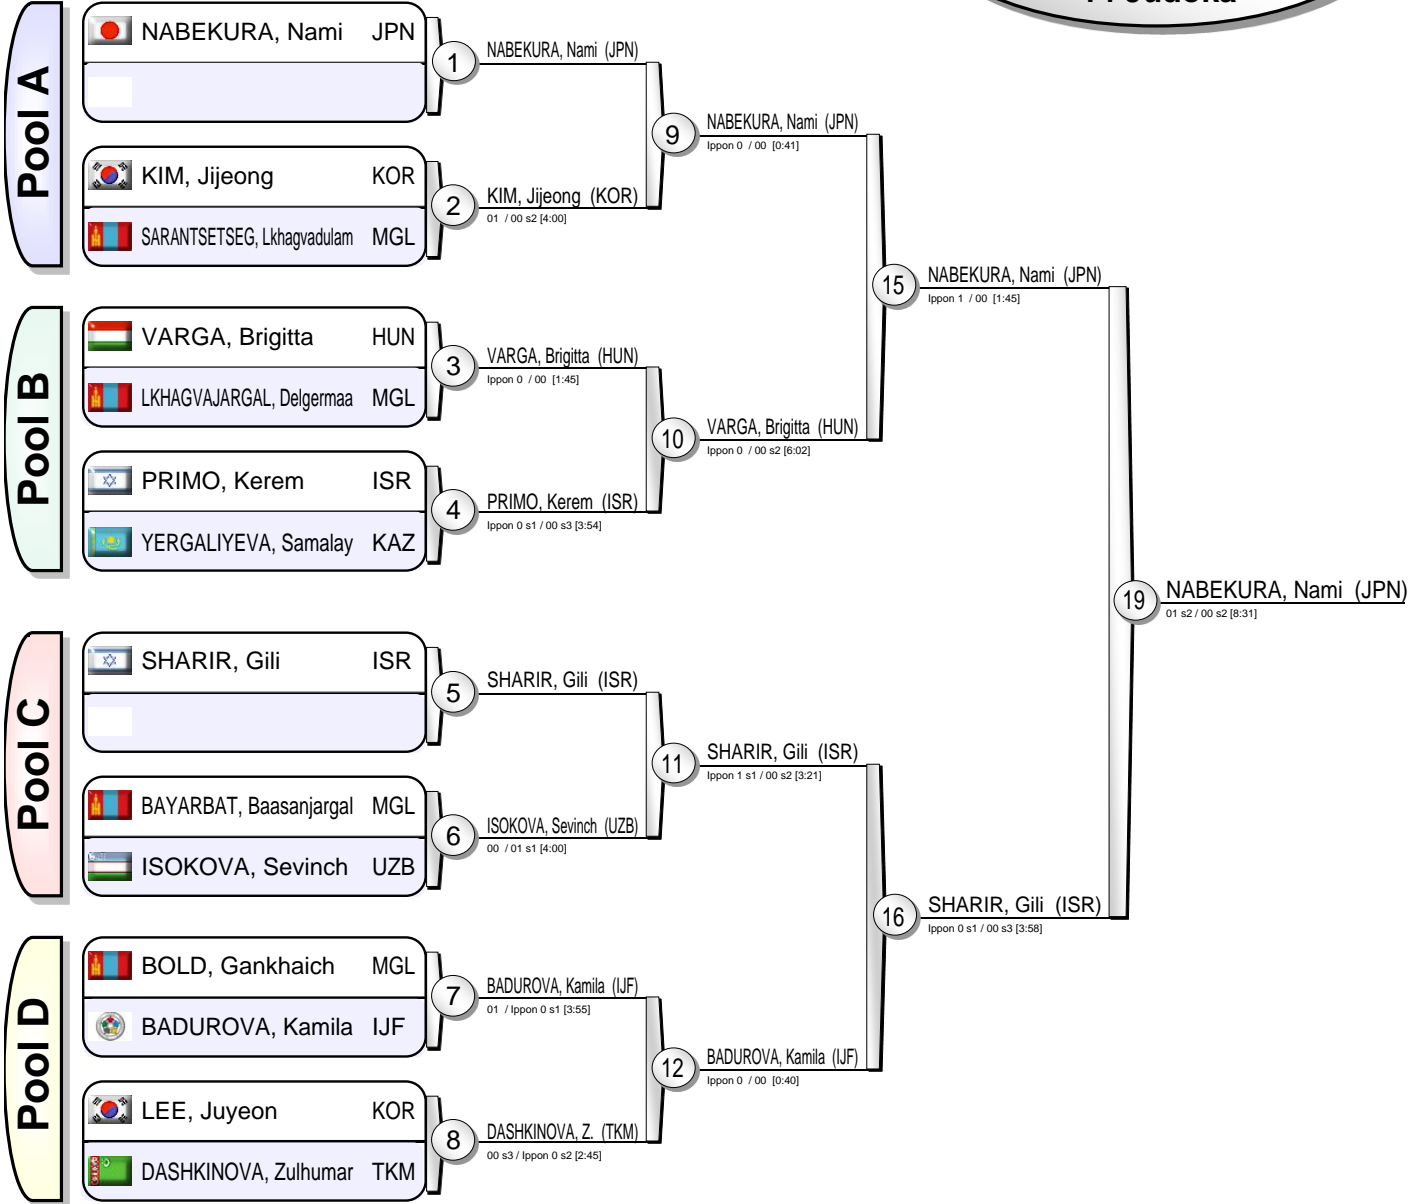 14 Judoka
Pool A
NABEKURA, Nami JPN
KIM, Jijeong KOR
SARANTSETSEG, Lkhagvadulam MGL
1
NABEKURA, Nami (JPN)
2
KIM, Jijeong (KOR)
01 / 00 s2 [4:00]
9
NABEKURA, Nami (JPN)
Ippon 0 / 00 [0:41]
Pool B
VARGA, Brigitta HUN
LKHAGVAJARGAL, Delgermaa MGL
PRIMO, Kerem ISR
YERGALIYEVA, Samalay KAZ
3
VARGA, Brigitta (HUN)
Ippon 0 / 00 [1:45]
4
PRIMO, Kerem (ISR)
Ippon 0 s1 / 00 s3 [3:54]
10
VARGA, Brigitta (HUN)
Ippon 0 / 00 s2 [6:02]
15
NABEKURA, Nami (JPN)
Ippon 1 / 00 [1:45]
Pool C
SHARIR, Gili ISR
BAYARBAT, Baasanjargal MGL
ISOKOVA, Sevinch UZB
5
SHARIR, Gili (ISR)
6
ISOKOVA, Sevinch (UZB)
00 / 01 s1 [4:00]
11
SHARIR, Gili (ISR)
Ippon 1 s1 / 00 s2 [3:21]
Pool D
BOLD, Gankhaich MGL
BADUROVA, Kamila IJF
LEE, Juyeon KOR
DASHKINOVA, Zulhumar TKM
7
BADUROVA, Kamila (IJF)
01 / Ippon 0 s1 [3:55]
8
DASHKINOVA, Z. (TKM)
00 s3 / Ippon 0 s2 [2:45]
12
BADUROVA, Kamila (IJF)
Ippon 0 / 00 [0:40]
16
SHARIR, Gili (ISR)
Ippon 0 s1 / 00 s3 [3:58]
19
NABEKURA, Nami (JPN)
01 s2 / 00 s2 [8:31]